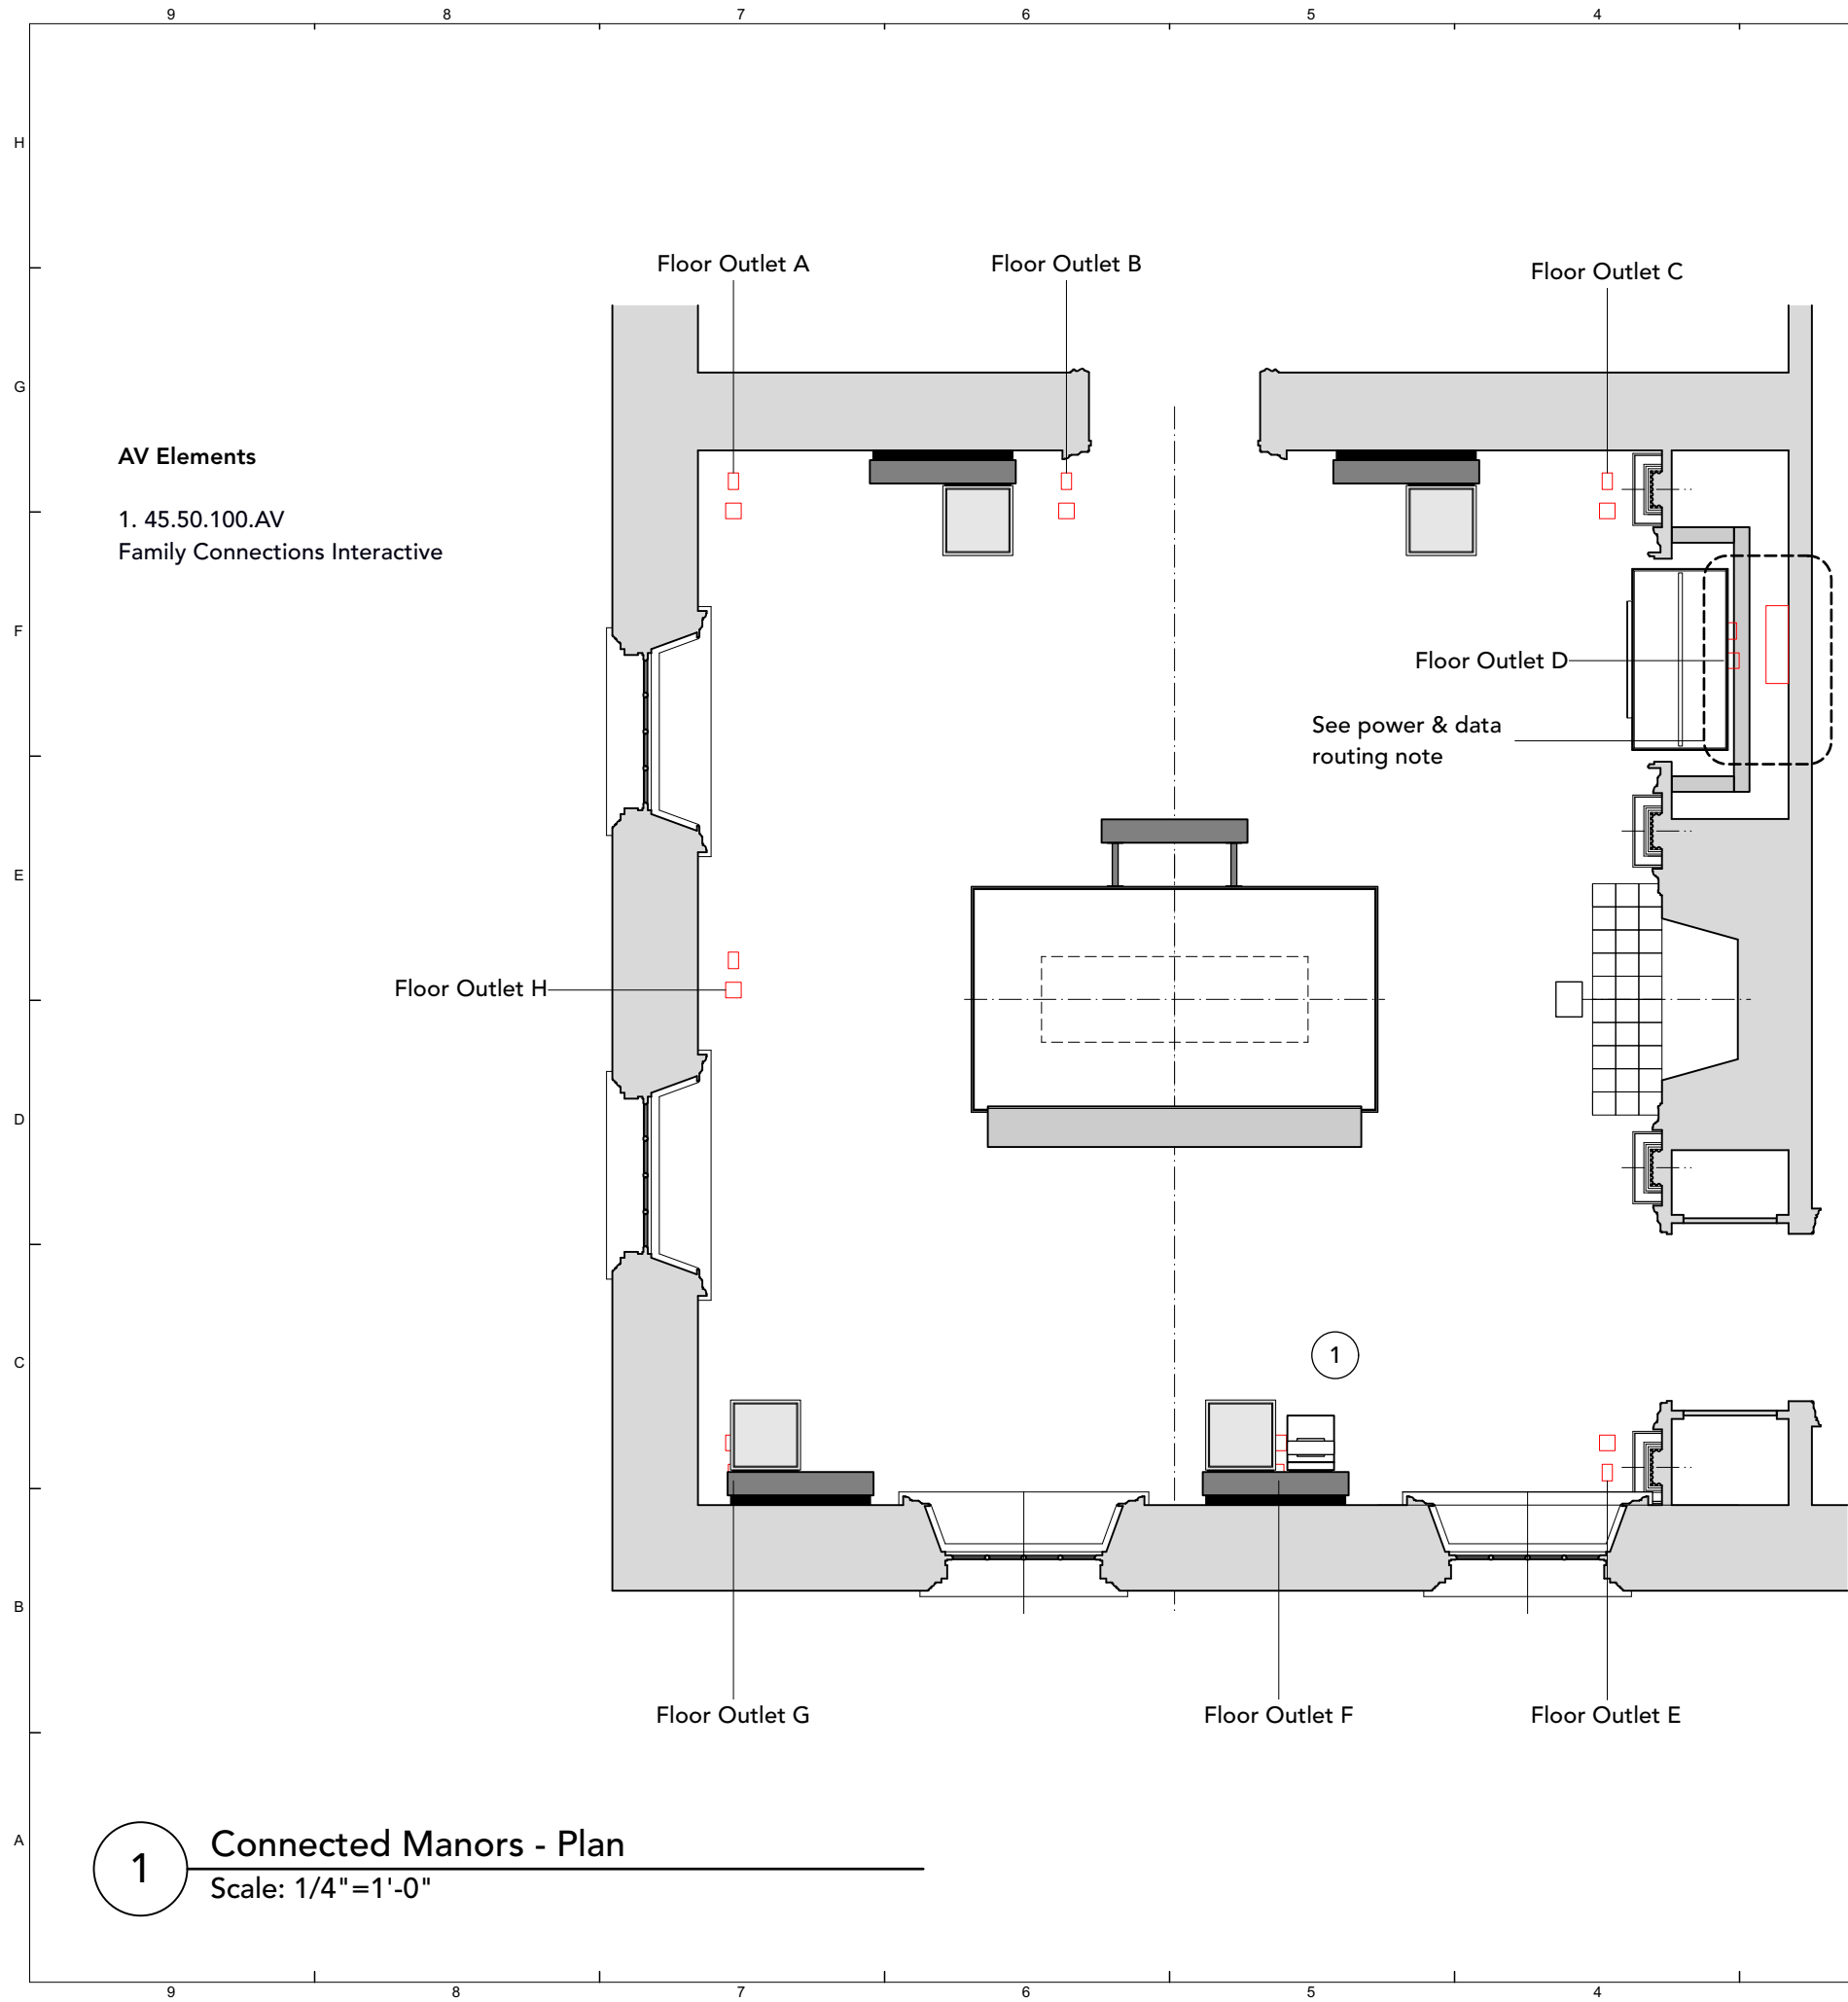 9 8 7 6 5 4
H
Floor Outlet A
Floor Outlet B
Floor Outlet C
G
AV Elements
1. 45.50.100.AV
Family Connections Interactive
F
Floor Outlet D
See power & data
routing note
E
Floor Outlet H
D
C
1
B
Floor Outlet G
Floor Outlet F
Floor Outlet E
A
1
Connected Manors - Plan
Scale: 1/4"=1'-0"
9 8 7 6 5 4